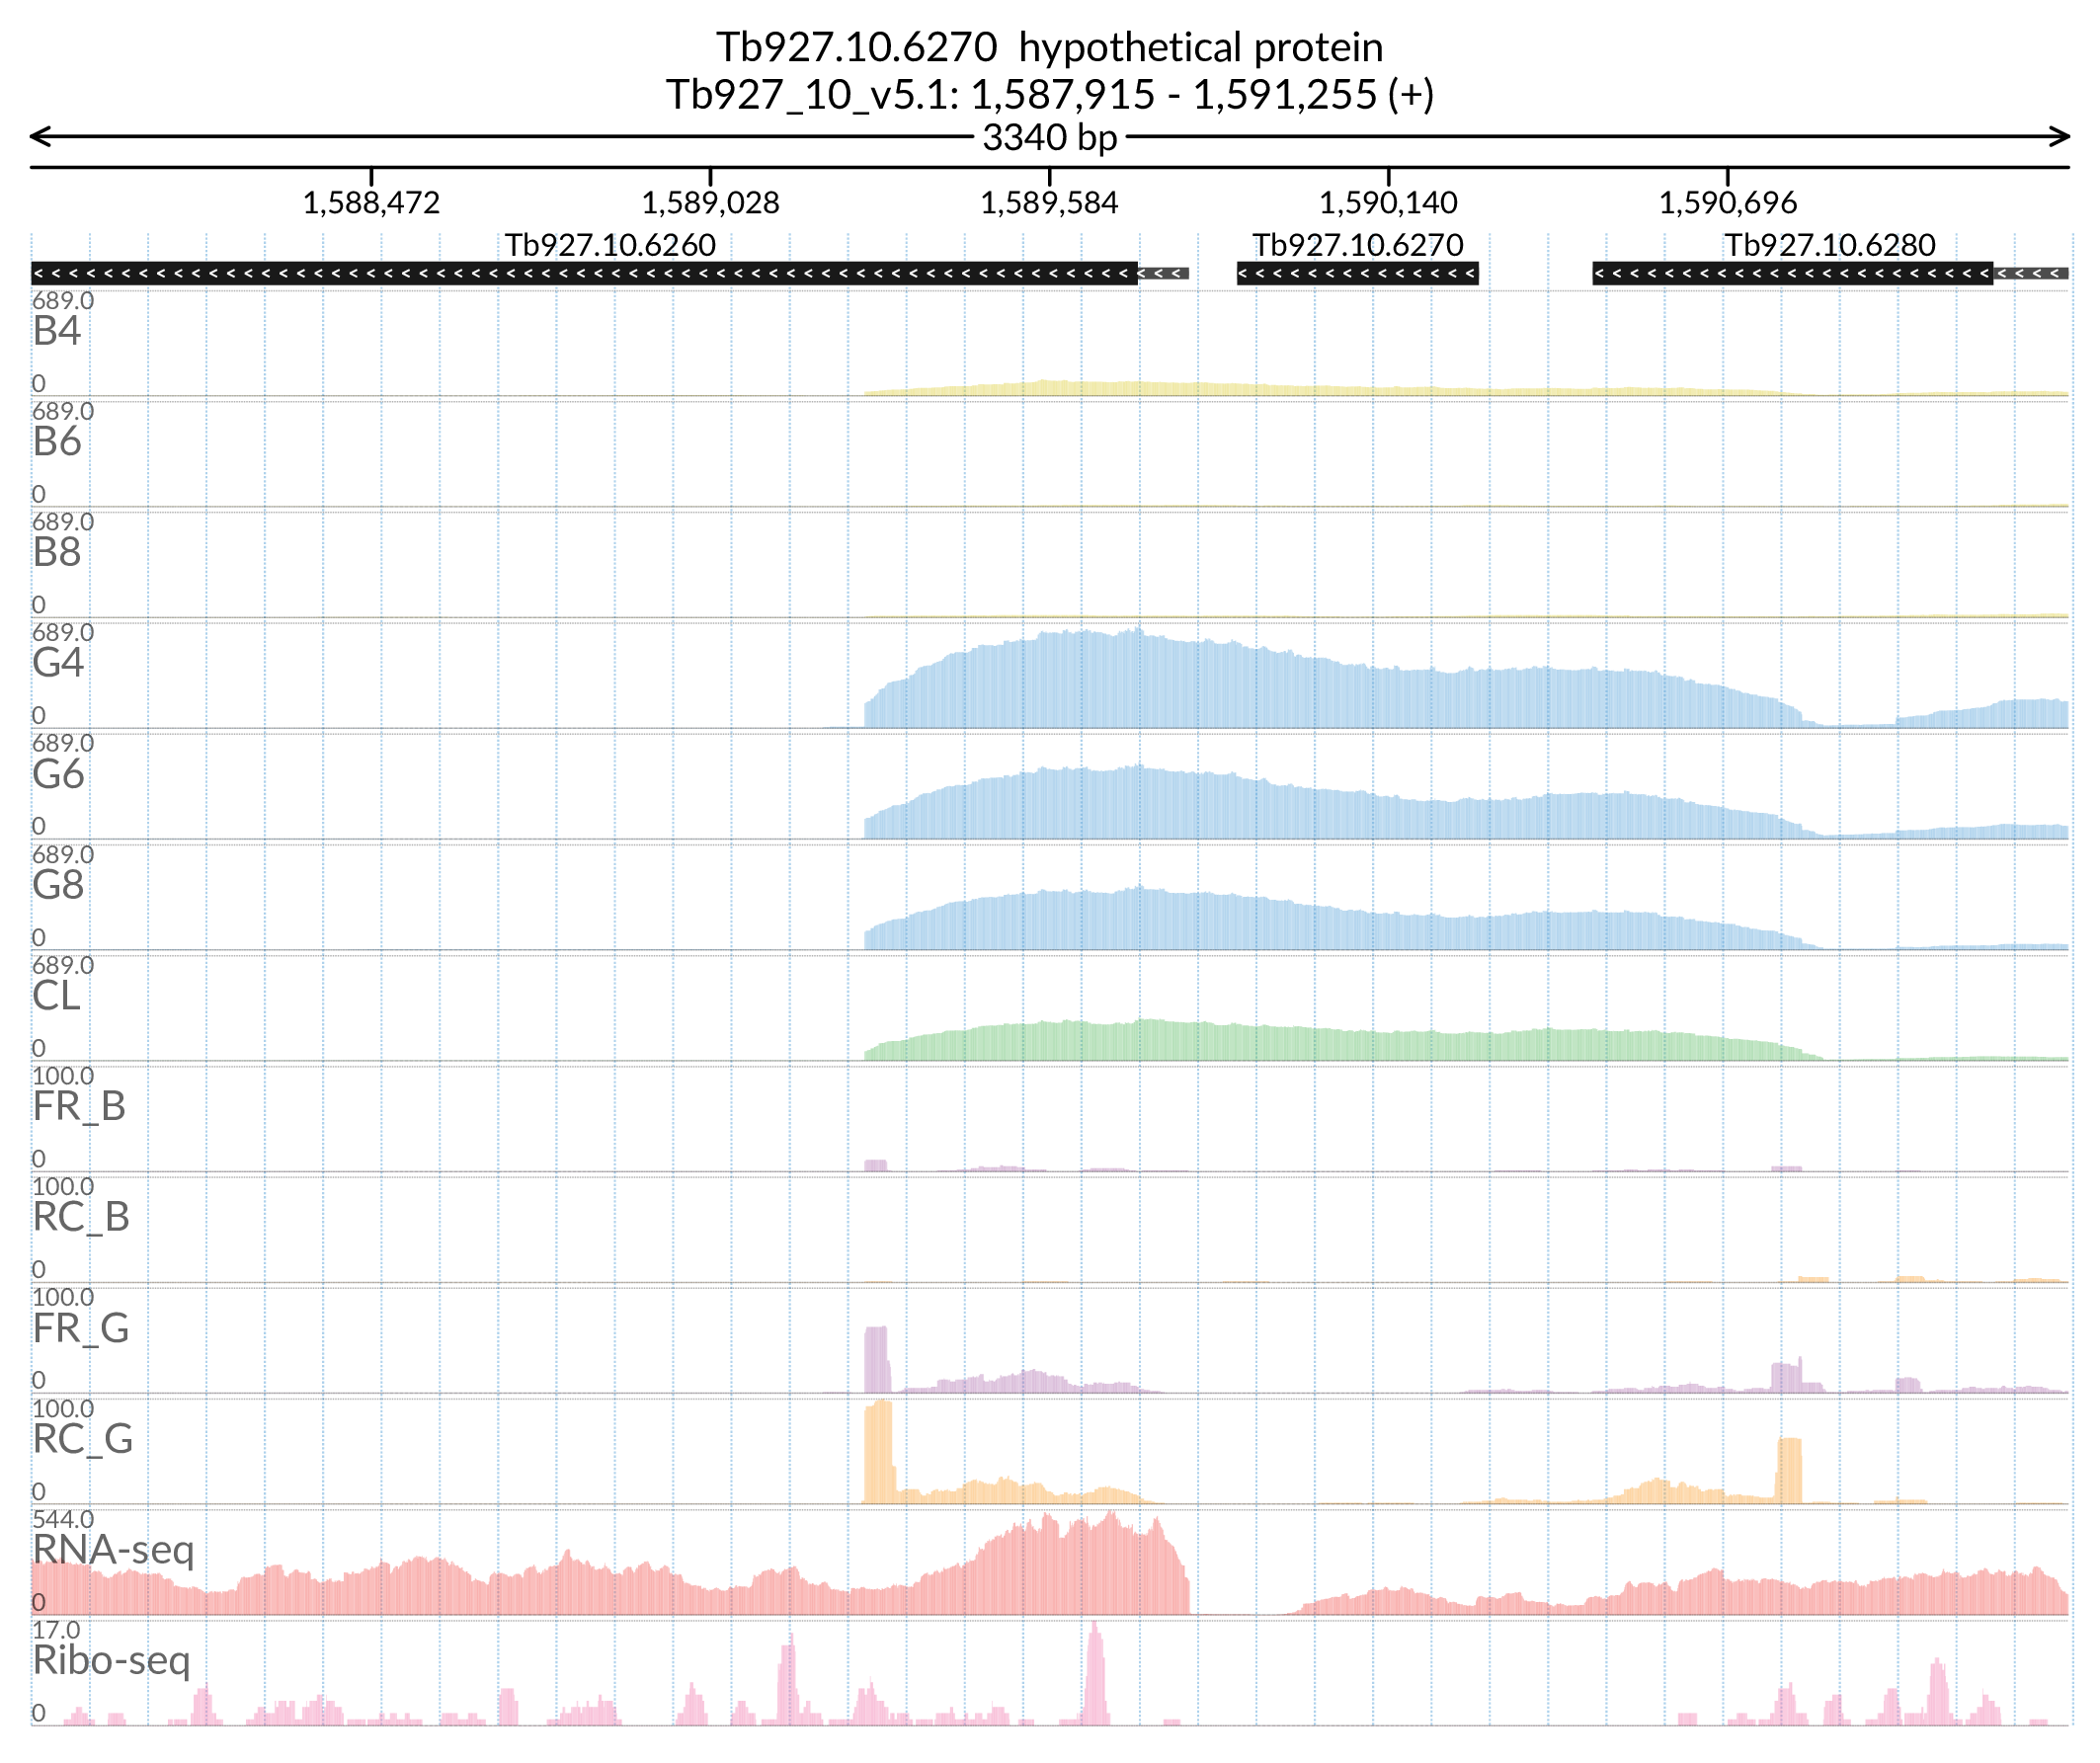 Tb927.10.6270 hypothetical protein
Tb927_10_v5.1: 1,587,915 - 1,591,255 (+)
3340 bp
1,588,472 1,589,028 1,589,584 1,590,140 1,590,696
Tb927.10.6260 Tb927.10.6270 Tb927.10.6280
689.0
B4
0
689.0
B6
0
689.0
B8
0
689.0
G4
0
689.0
G6
0
689.0
G8
0
689.0
CL
0
100.0
FR_B
0
100.0
RC_B
0
100.0
FR_G
0
100.0
RC_G
0
544.0
RNA-seq
0
17.0
Ribo-seq
0